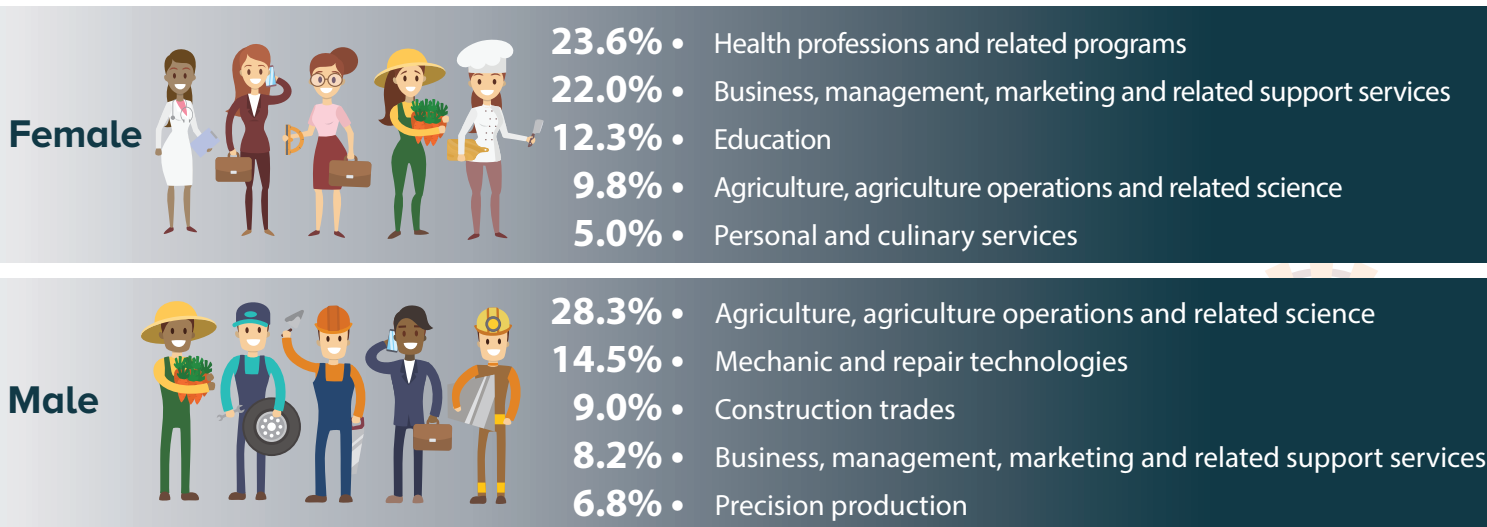 Female
23.6% • Health professions and related programs
22.0% • Business, management, marketing and related support services
12.3% • Education
9.8% • Agriculture, agriculture operations and related science
5.0% • Personal and culinary services
Male
28.3% • Agriculture, agriculture operations and related science
14.5% • Mechanic and repair technologies
9.0% • Construction trades
8.2% • Business, management, marketing and related support services
6.8% • Precision production